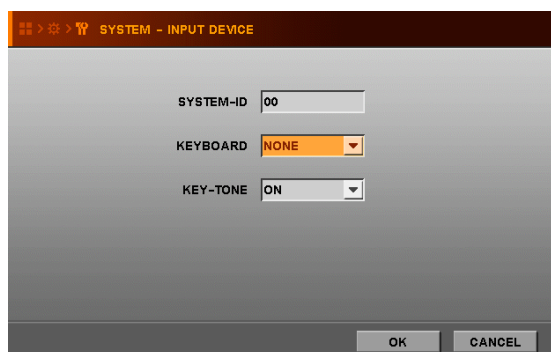 SYSTEM - INPUT DEVICE
SYSTEM-ID 00
KEYBOARD NONE
KEY-TONE ON
OK CANCEL